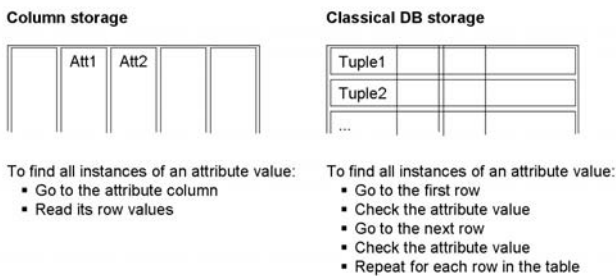 Column storage
Att1 Att2
To find all instances of an attribute value:
▪ Go to the attribute column
▪ Read its row values
Classical DB storage
Tuple1
Tuple2
...
To find all instances of an attribute value:
▪ Go to the first row
▪ Check the attribute value
▪ Go to the next row
▪ Check the attribute value
▪ Repeat for each row in the table